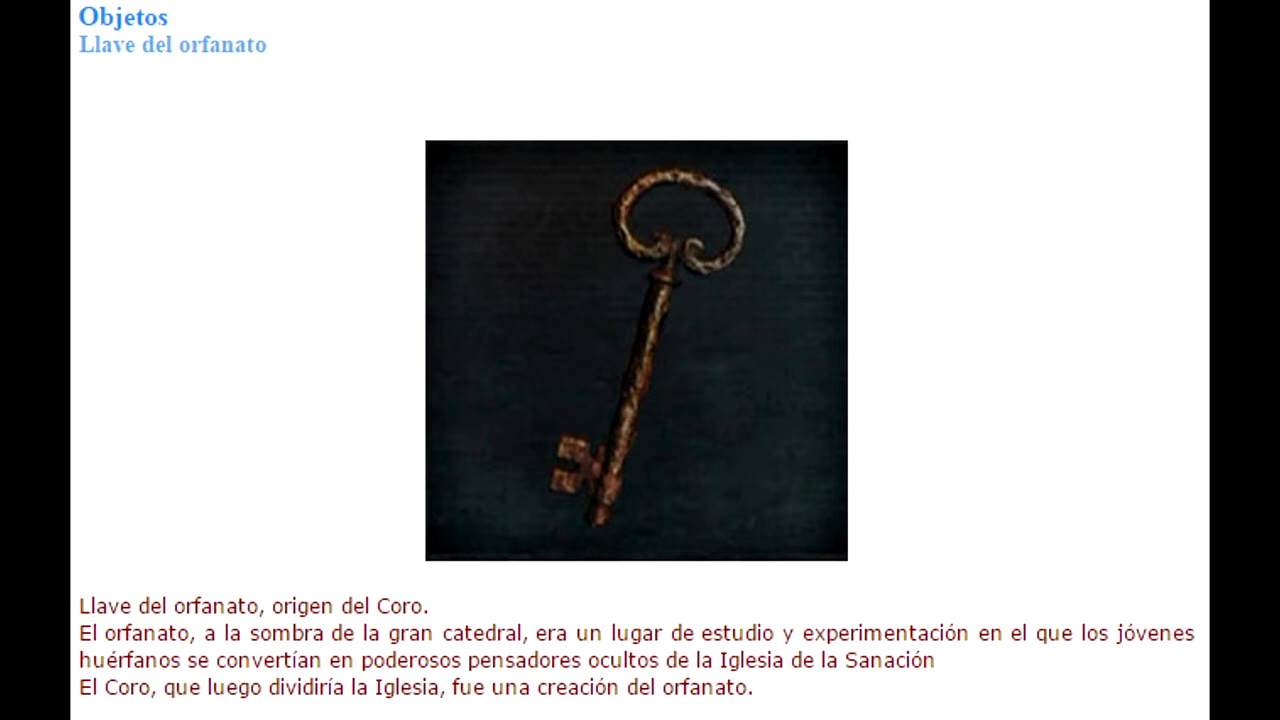 Objetos
Llave del orfanato
Llave del orfanato, origen del Coro.
El orfanato, a la sombra de la gran catedral, era un lugar de estudio y experimentación en el que los jóvenes
huérfanos se convertían en poderosos pensadores ocultos de la Iglesia de la Sanación
El Coro, que luego dividiría la Iglesia, fue una creación del orfanato.